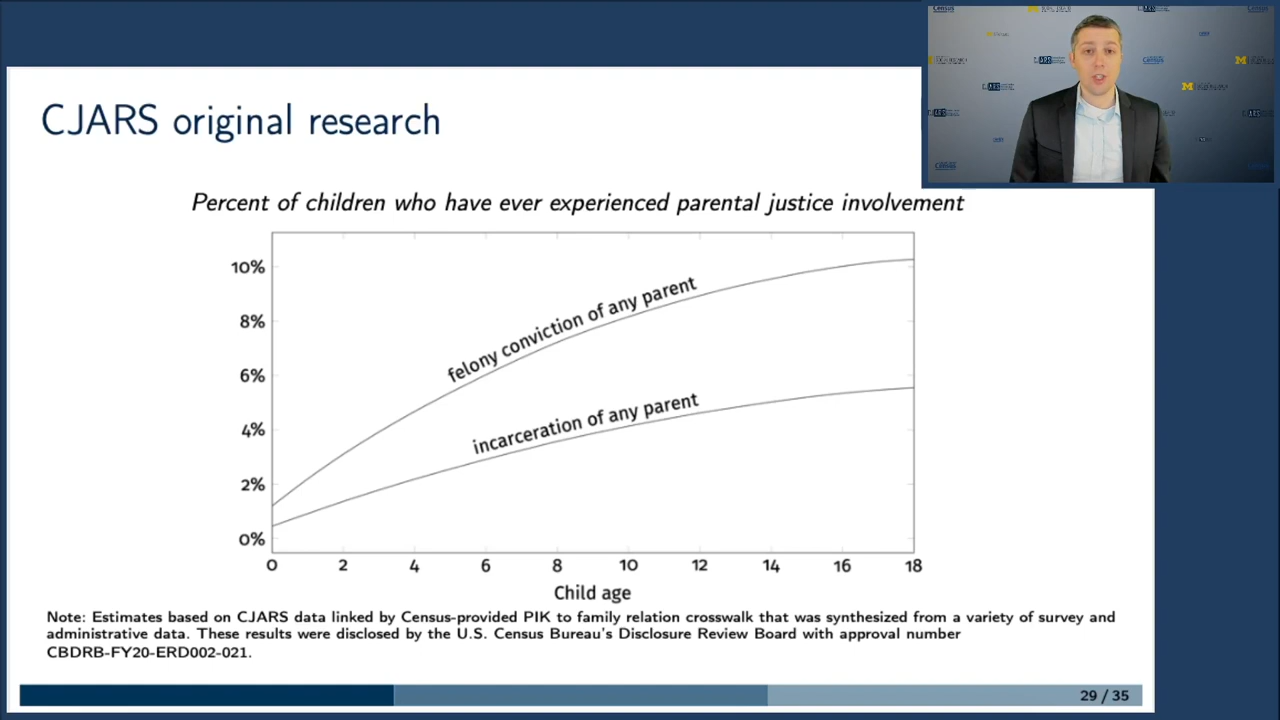 CJARS original research
Percent of children who have ever experienced parental justice involvement
10%
8%
6%
4%
2%
0%
felony conviction of any parent
incarceration of any parent
0 2 4 6 8 10 12 14 16 18
Child age
Note: Estimates based on CJARS data linked by Census-provided PIK to family relation crosswalk that was synthesized from a variety of survey and
administrative data. These results were disclosed by the U.S. Census Bureau's Disclosure Review Board with approval number
CBDRB-FY20-ERD002-021.
29 / 35
Census
Census
M
M
Census